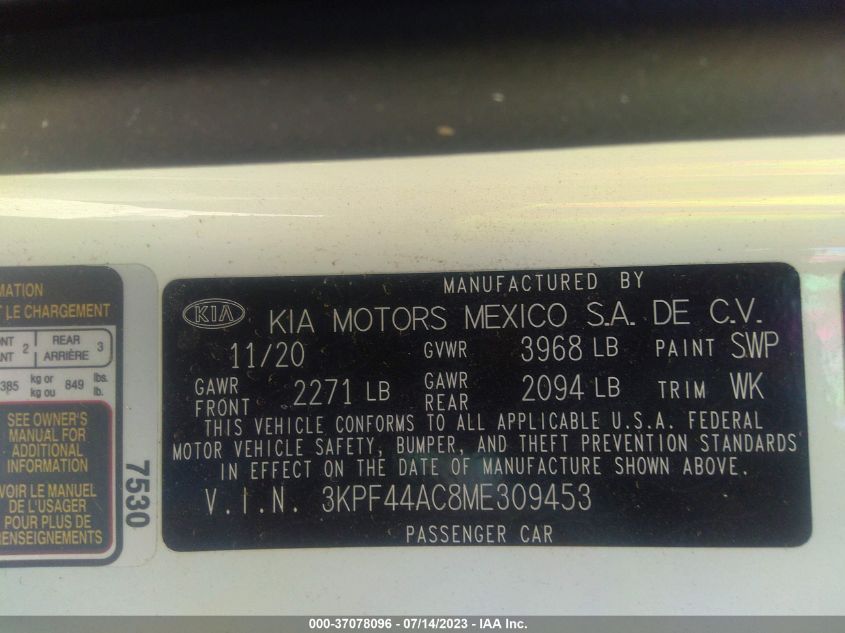 MATION
T LE CHARGEMENT
2
REAR
ARRIÈRE 3
385 kg or kg ou 849 lbs. lb.
SEE OWNER'S
MANUAL FOR
ADDITIONAL
INFORMATION
VOIR LE MANUEL
DE L'USAGER
POUR PLUS DE
RENSEIGNEMENTS
7530
MANUFACTURED BY
KIA KIA MOTORS MEXICO S.A. DE C.V.
11/20 GVWR 3968 LB PAINT SWP
GAWR FRONT 2271 LB GAWR REAR 2094 LB TRIM WK
THIS VEHICLE CONFORMS TO ALL APPLICABLE U.S.A. FEDERAL
MOTOR VEHICLE SAFETY, BUMPER, AND THEFT PREVENTION STANDARDS
IN EFFECT ON THE DATE OF MANUFACTURE SHOWN ABOVE.
V.I.N. 3KPF44AC8ME309453
PASSENGER CAR
000-37078096 - 07/14/2023 - IAA Inc.